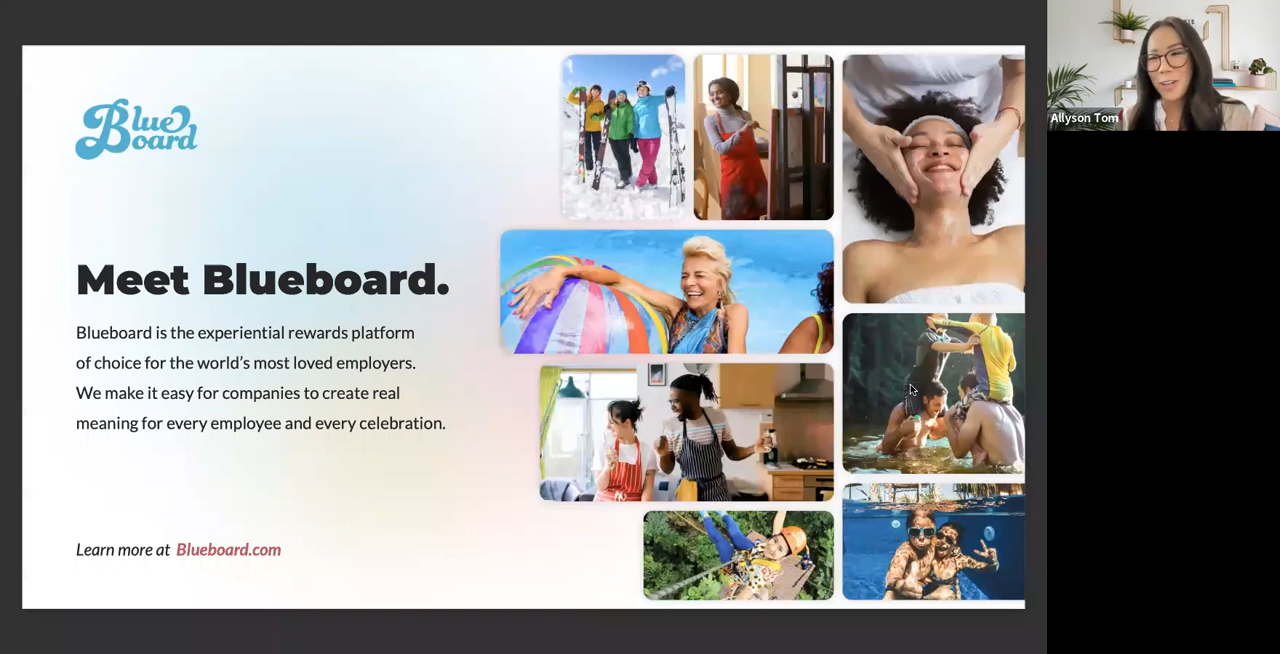 Blue
Board
Meet Blueboard.
Blueboard is the experiential rewards platform
of choice for the world’s most loved employers.
We make it easy for companies to create real
meaning for every employee and every celebration.
Learn more at Blueboard.com
Allyson Tom